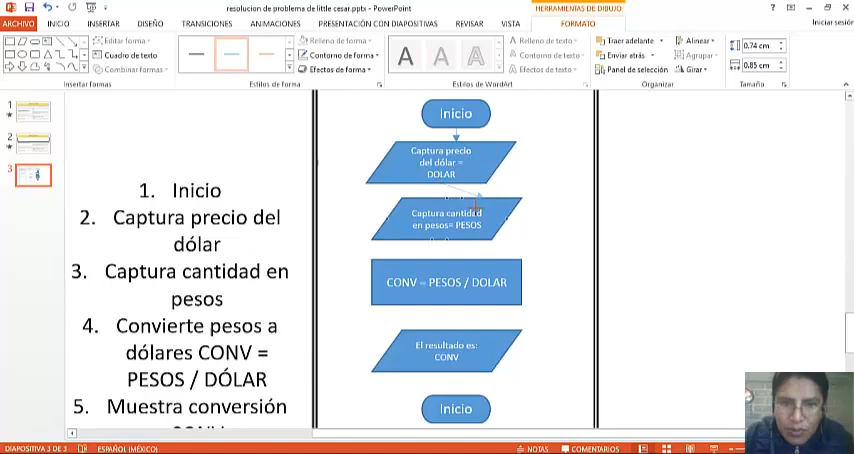 resolucion de problema de little cesar.pptx - PowerPoint
HERRAMIENTAS DE DIBUJO
ARCHIVO INICIO INSERTAR DISEÑO TRANSICIONES ANIMACIONES PRESENTACIÓN CON DIAPOSITIVAS REVISAR VISTA FORMATO Iniciar sesión
Editar forma
Cuadro de texto
Combinar formas
Insertar formas
Relleno de forma
Contorno de forma
Efectos de forma
Estilos de forma
A A A
Relleno de texto
Contorno de texto
Efectos de texto
Estilos de WordArt
Traer adelante
Enviar atrás
Panel de selección
Alinear
Agrupar
Girar
Organizar
0.74 cm
0.85 cm
Tamaño
1
2
3
1. Inicio
2. Captura precio del
dólar
3. Captura cantidad en
pesos
4. Convierte pesos a
dólares CONV =
PESOS / DÓLAR
5. Muestra conversión
Inicio
Captura precio
del dólar =
DOLAR
Captura cantidad
en pesos= PESOS
CONV = PESOS / DOLAR
El resultado es:
CONV
Inicio
DIAPOSITIVA 3 DE 3 ESPAÑOL (MÉXICO) NOTAS COMENTARIOS